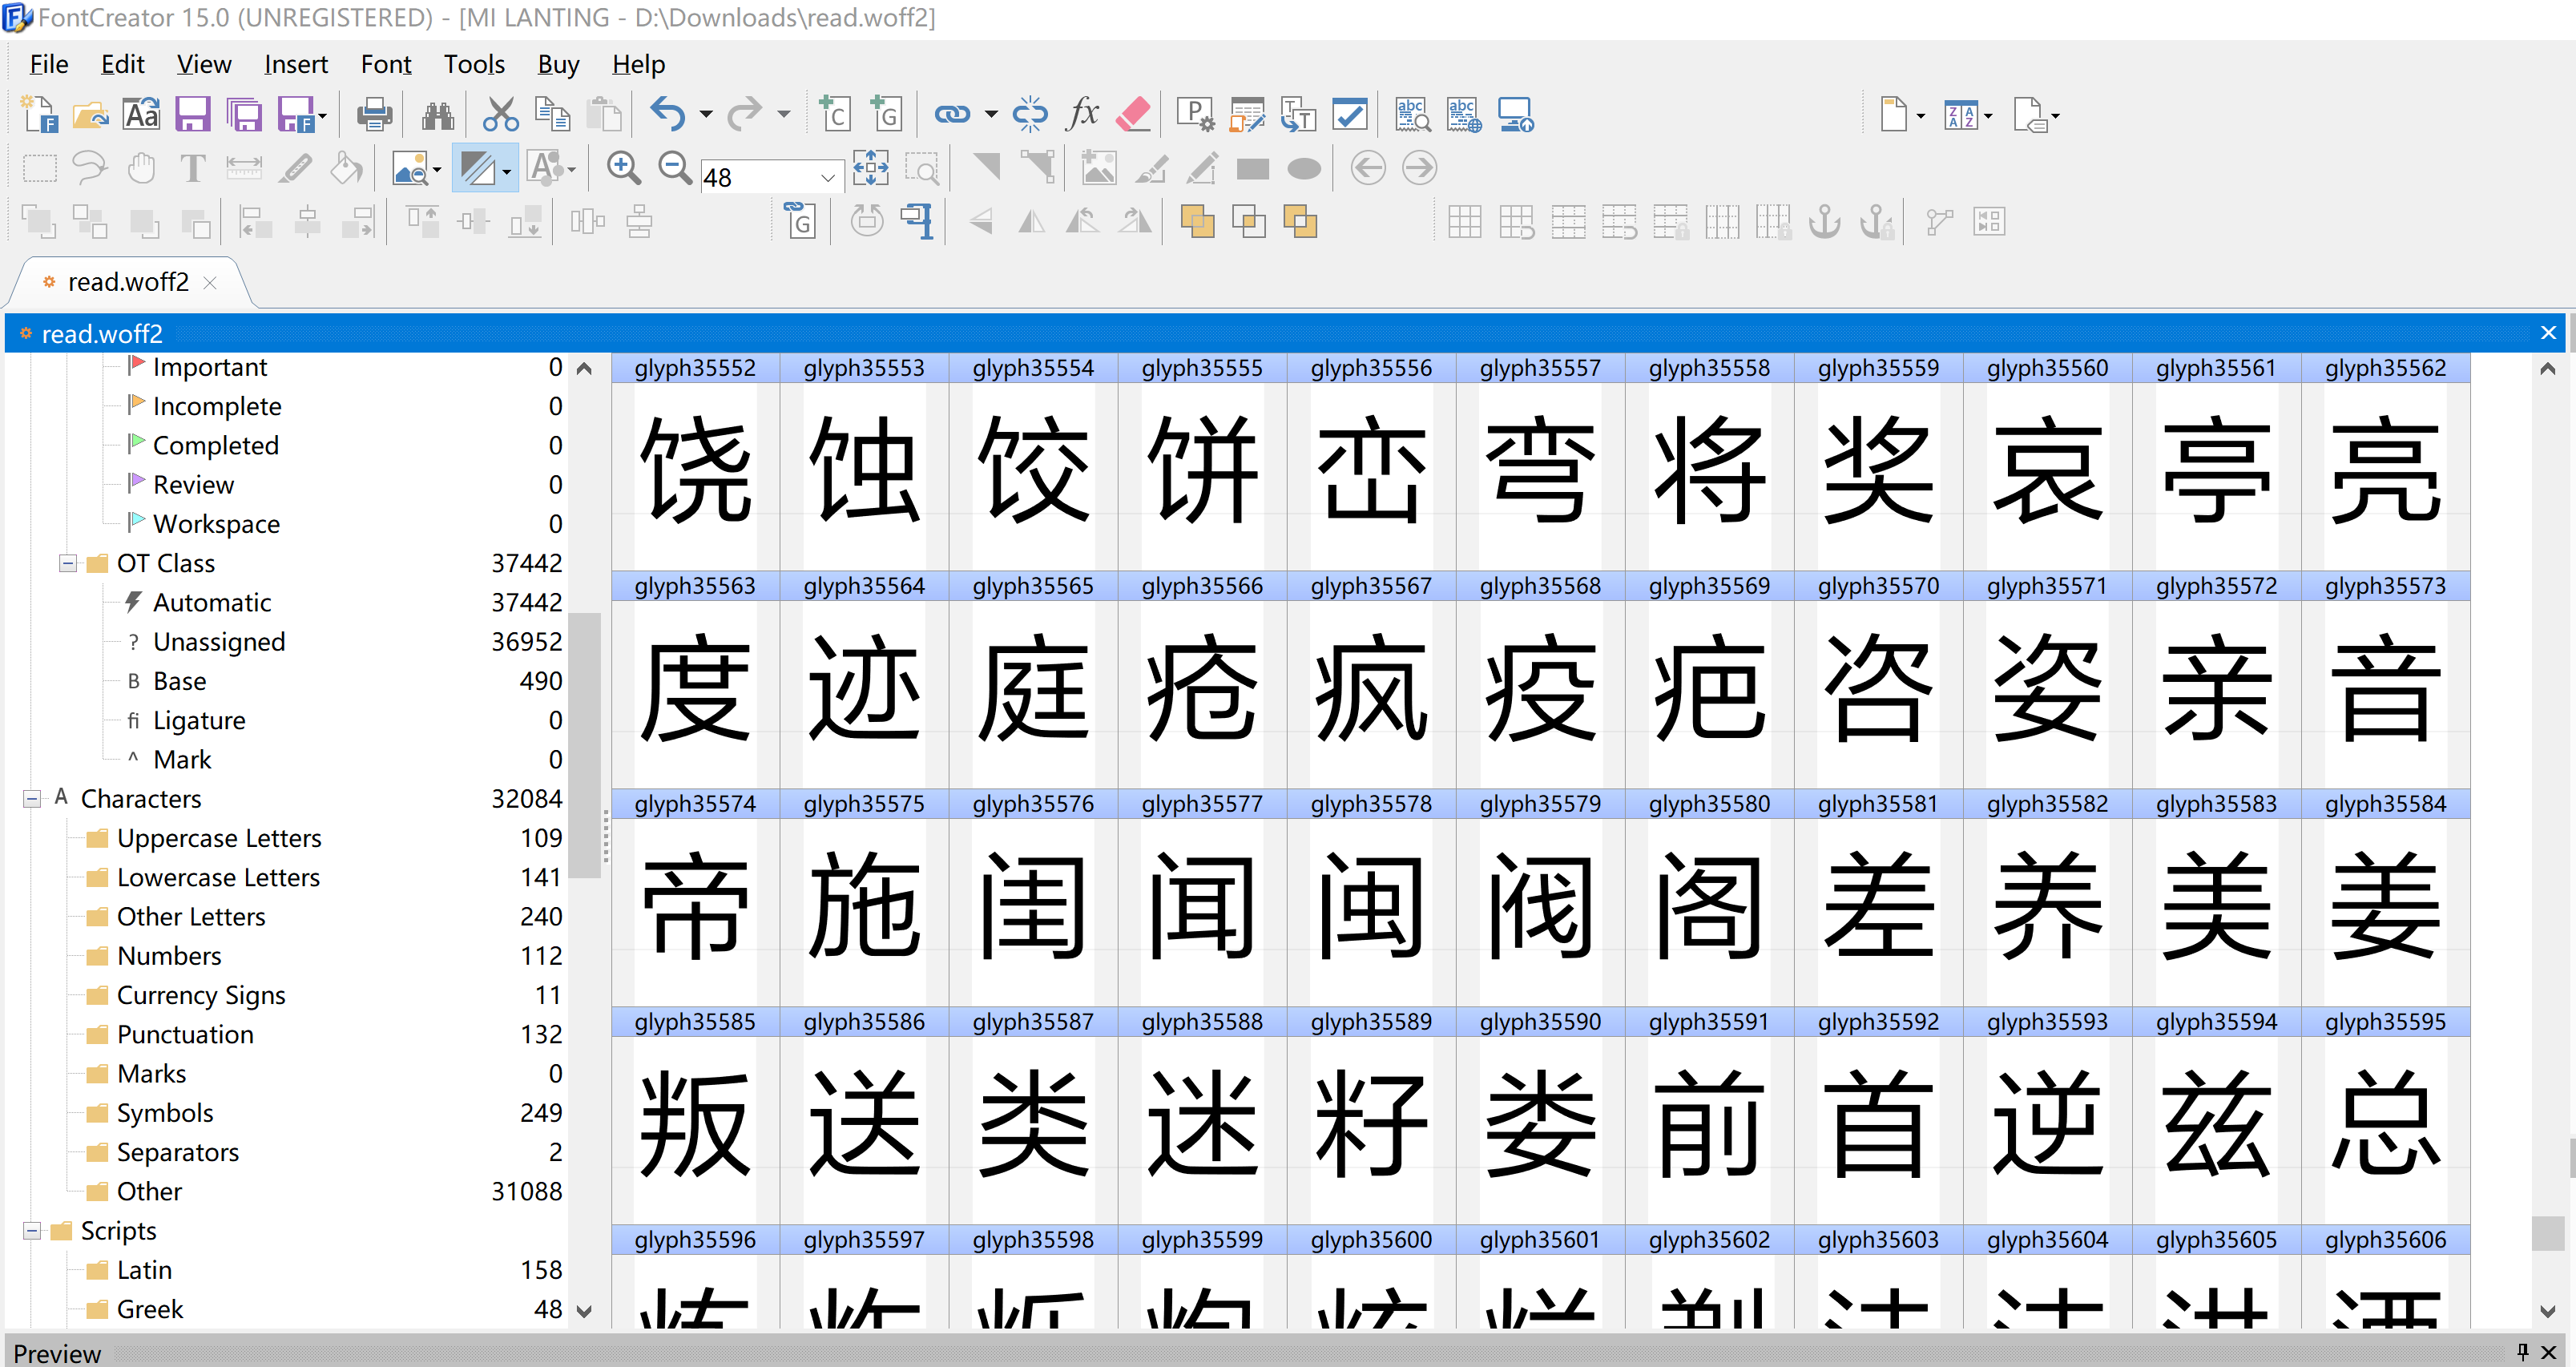 FontCreator 15.0 (UNREGISTERED) - [MI LANTING - D:\Downloads\read.woff2]
File Edit View Insert Font Tools Buy Help
48
read.woff2
read.woff2
Important 0
Incomplete 0
Completed 0
Review 0
Workspace 0
OT Class 37442
Automatic 37442
? Unassigned 36952
B Base 490
fi Ligature 0
^ Mark 0
A Characters 32084
Uppercase Letters 109
Lowercase Letters 141
Other Letters 240
Numbers 112
Currency Signs 11
Punctuation 132
Marks 0
Symbols 249
Separators 2
Other 31088
Scripts
Latin 158
Greek 48
glyph35552 glyph35553 glyph35554 glyph35555 glyph35556 glyph35557 glyph35558 glyph35559 glyph35560 glyph35561 glyph35562
饶 蚀 饺 饼 峦 弯 将 奖 哀 亭 亮
glyph35563 glyph35564 glyph35565 glyph35566 glyph35567 glyph35568 glyph35569 glyph35570 glyph35571 glyph35572 glyph35573
度 迹 庭 疮 疯 疫 疤 咨 姿 亲 音
glyph35574 glyph35575 glyph35576 glyph35577 glyph35578 glyph35579 glyph35580 glyph35581 glyph35582 glyph35583 glyph35584
帝 施 闺 闻 闽 阀 阁 差 养 美 姜
glyph35585 glyph35586 glyph35587 glyph35588 glyph35589 glyph35590 glyph35591 glyph35592 glyph35593 glyph35594 glyph35595
叛 送 类 迷 籽 娄 前 首 逆 兹 总
glyph35596 glyph35597 glyph35598 glyph35599 glyph35600 glyph35601 glyph35602 glyph35603 glyph35604 glyph35605 glyph35606
Preview